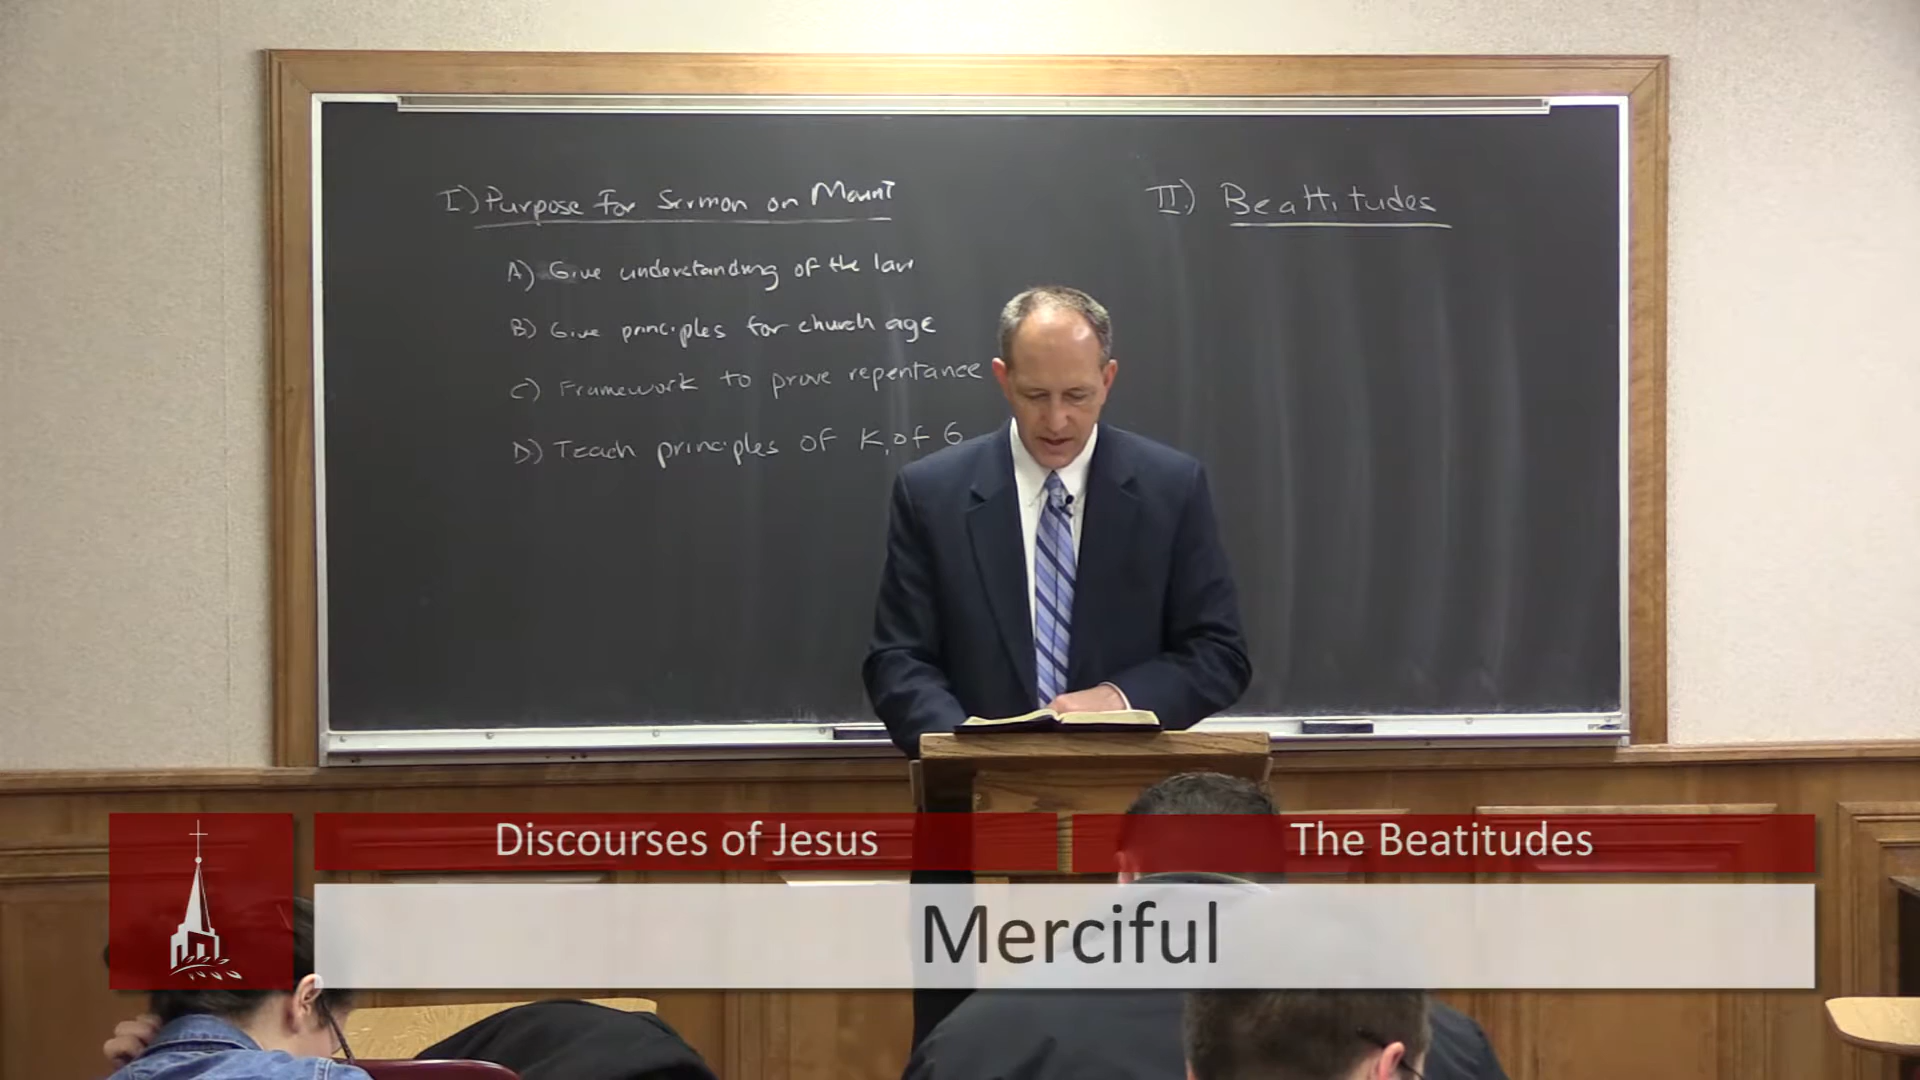 I) Purpose for Sermon on Mount
A) Give understanding of the law
B) Give principles for church age
C) Framework to prove repentance
D) Teach principles of K. of G
II.) Beattitudes
Discourses of Jesus
The Beatitudes
Merciful